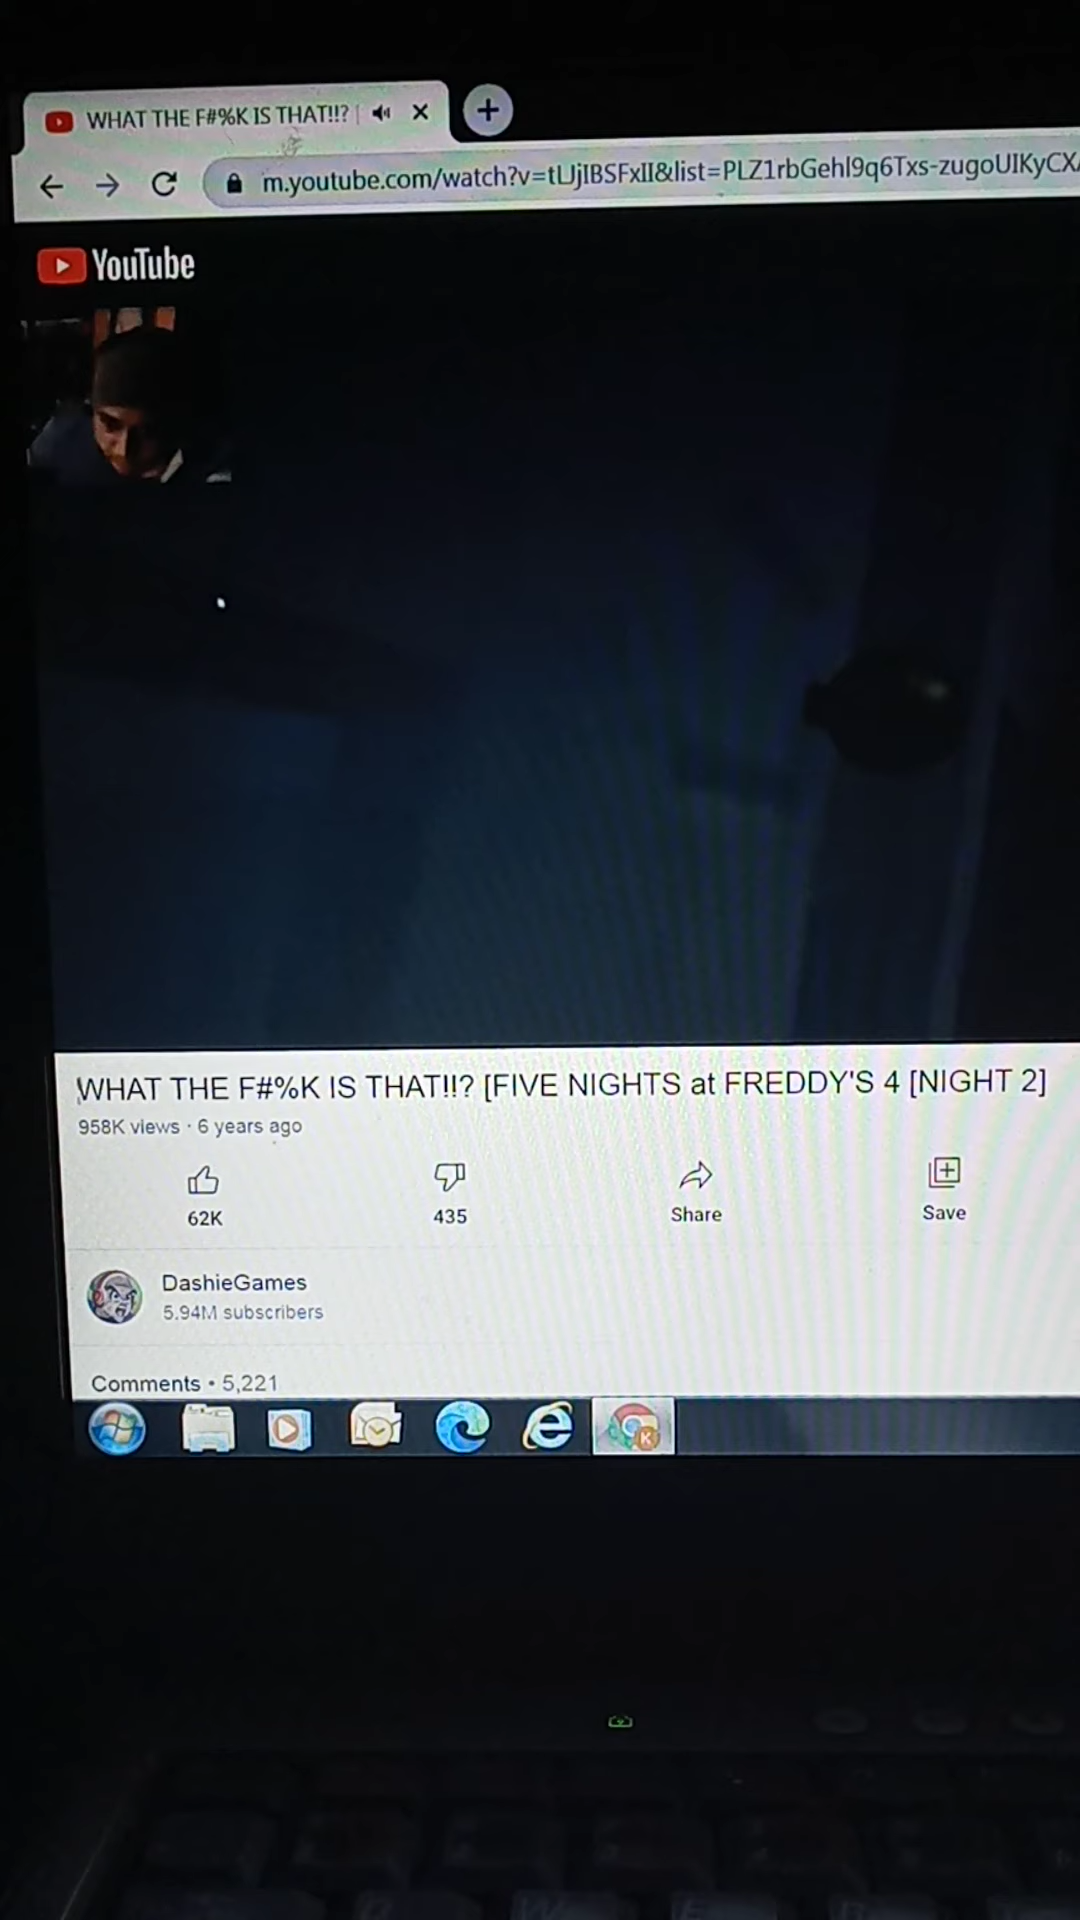 WHAT THE F#%K IS THAT!!? |
m.youtube.com/watch?v=tUjIBSFxII&list=PLZ1rbGehl9q6Txs-zugoUIKyCX
YouTube
WHAT THE F#%K IS THAT!!? [FIVE NIGHTS at FREDDY'S 4 [NIGHT 2]
958K views · 6 years ago
62K
435
Share
Save
DashieGames
5.94M subscribers
Comments • 5,221
K